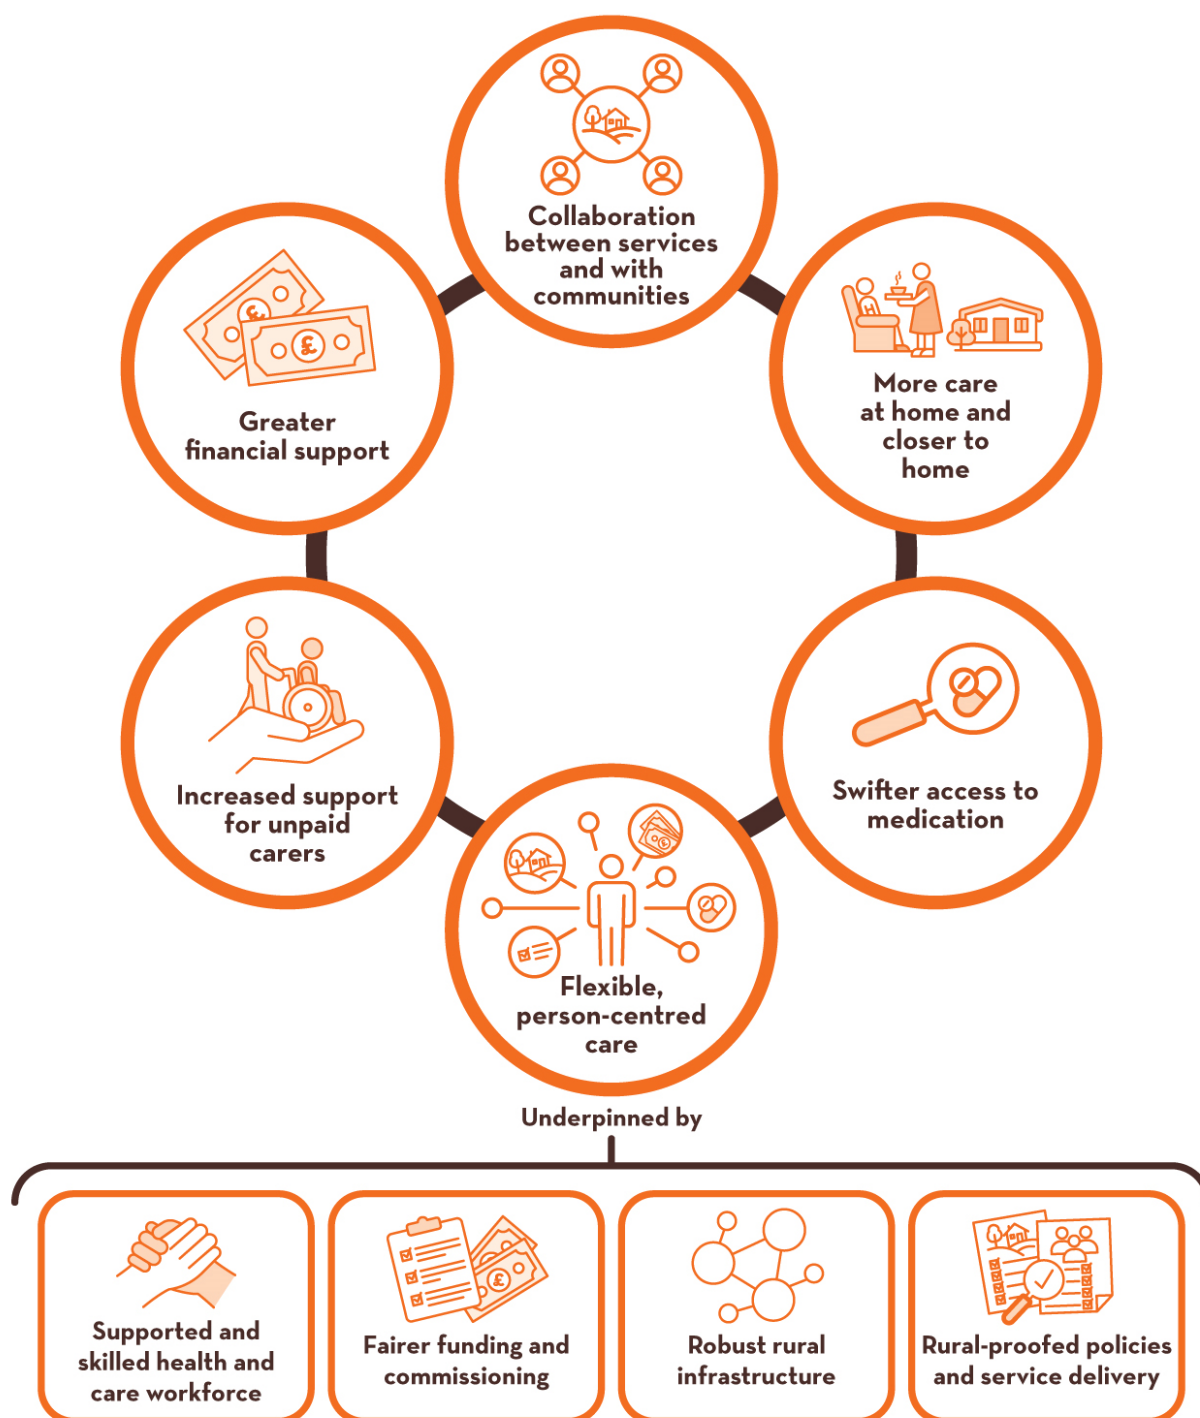 Collaboration
between services
and with
communities
More care
at home and
closer to
home
Swifter access to
medication
Flexible,
person-centred
care
Increased support
for unpaid
carers
£
£
Greater
financial support
Underpinned by
Supported and
skilled health and
care workforce
£
Fairer funding and
commissioning
Robust rural
infrastructure
Rural-proofed policies
and service delivery